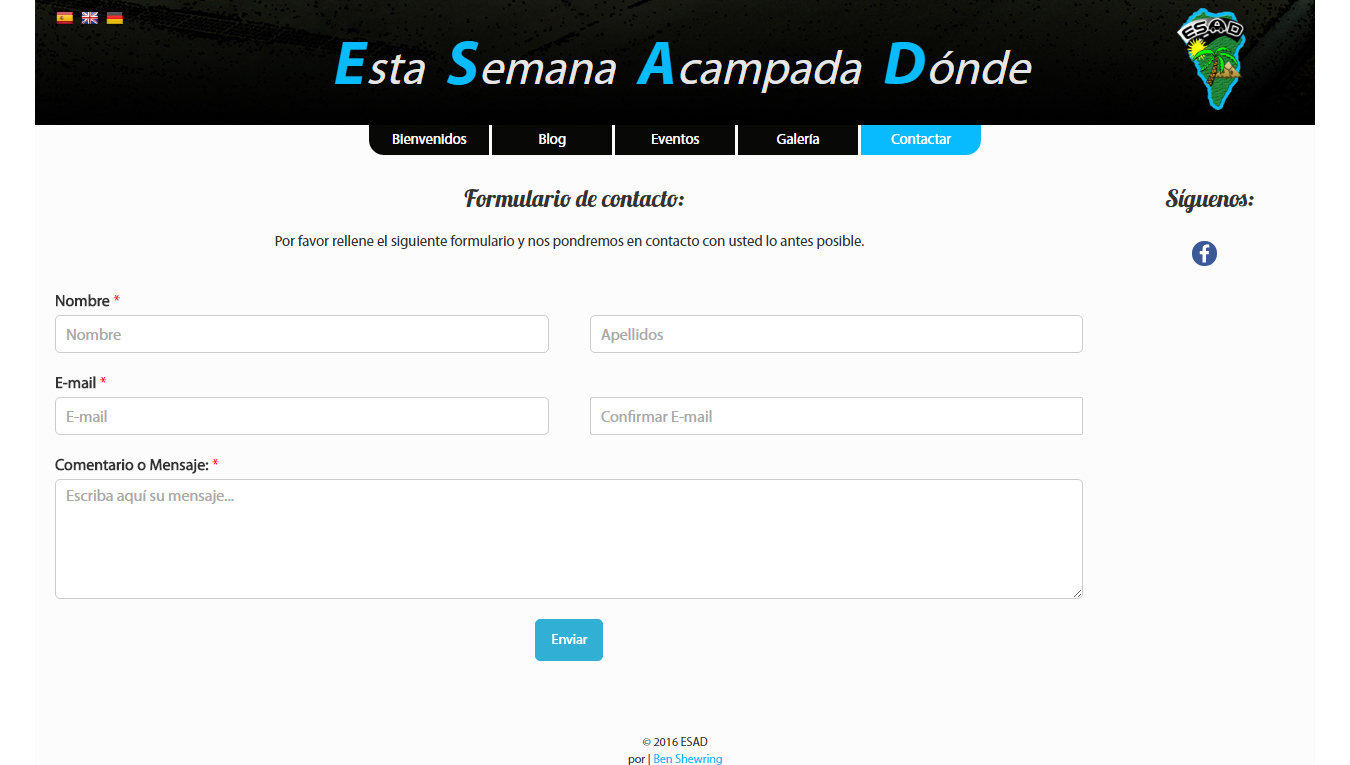 Esta Semana Acampada Dónde
ESAD
Bienvenidos Blog Eventos Galería Contactar
Formulario de contacto:
Síguenos:
Por favor rellene el siguiente formulario y nos pondremos en contacto con usted lo antes posible.
Nombre *
Nombre Apellidos
E-mail *
E-mail Confirmar E-mail
Comentario o Mensaje: *
Escriba aquí su mensaje...
Enviar
© 2016 ESAD
por | Ben Shewring